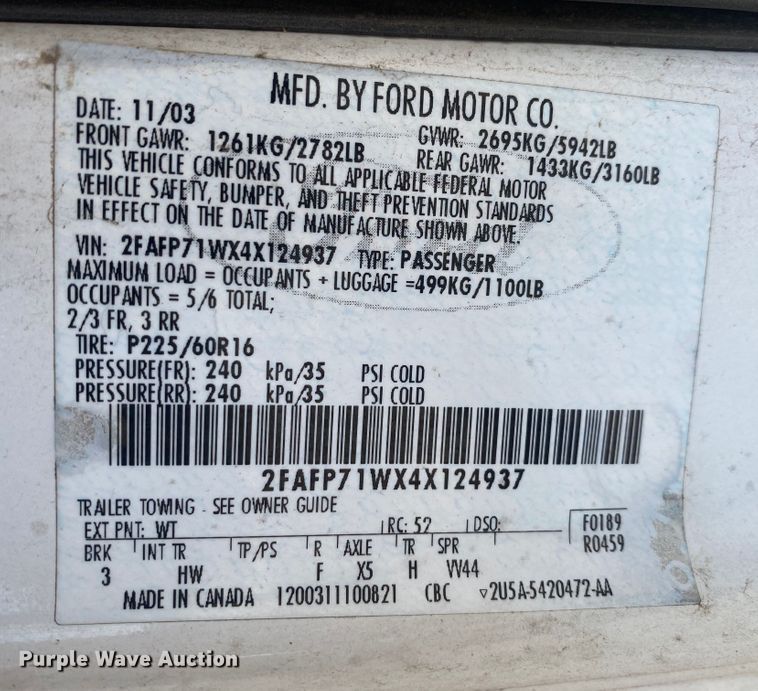 MFD. BY FORD MOTOR CO.
DATE: 11/03 GVWR: 2695KG/5942LB
FRONT GAWR: 1261KG/2782LB REAR GAWR: 1433KG/3160LB
THIS VEHICLE CONFORMS TO ALL APPLICABLE FEDERAL MOTOR
VEHICLE SAFETY, BUMPER, AND THEFT PREVENTION STANDARDS
IN EFFECT ON THE DATE OF MANUFACTURE SHOWN ABOVE.
VIN: 2FAFP71WX4X124937 TYPE: PASSENGER
MAXIMUM LOAD = OCCUPANTS + LUGGAGE =499KG/1100LB
OCCUPANTS = 5/6 TOTAL;
2/3 FR, 3 RR
TIRE: P225/60R16
PRESSURE(FR): 240 kPa/35 PSI COLD
PRESSURE(RR): 240 kPa/35 PSI COLD
2FAFP71WX4X124937
TRAILER TOWING - SEE OWNER GUIDE
EXT PNT: WT RC: 52 DSO: F0189
BRK INT TR TP/PS R AXLE TR SPR R0459
3 HW F X5 H VV44
MADE IN CANADA 1200311100821 CBC 2U5A-5420472-AA
Purple Wave Auction